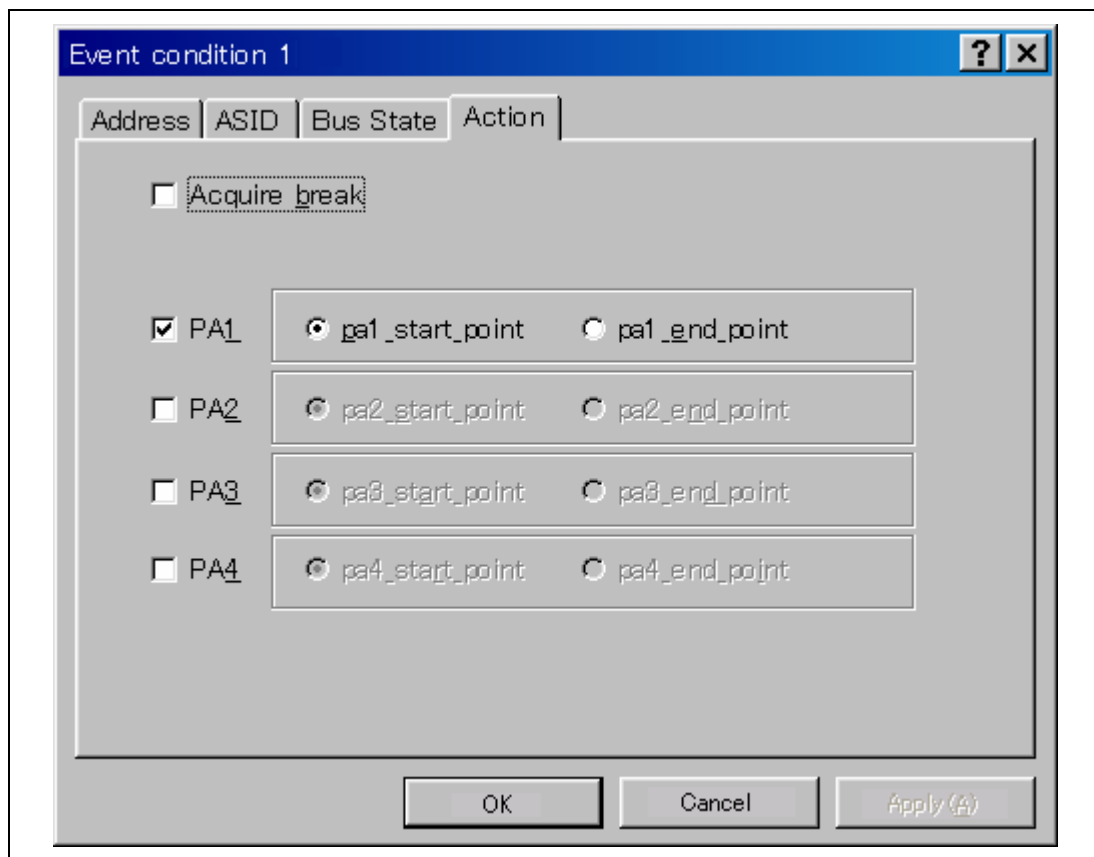 Event condition 1
Address ASID Bus State Action
Acquire break
PA1 pa1_start_point pa1_end_point
PA2 pa2_start_point pa2_end_point
PA3 pa3_start_point pa3_end_point
PA4 pa4_start_point pa4_end_point
OK Cancel Apply(A)